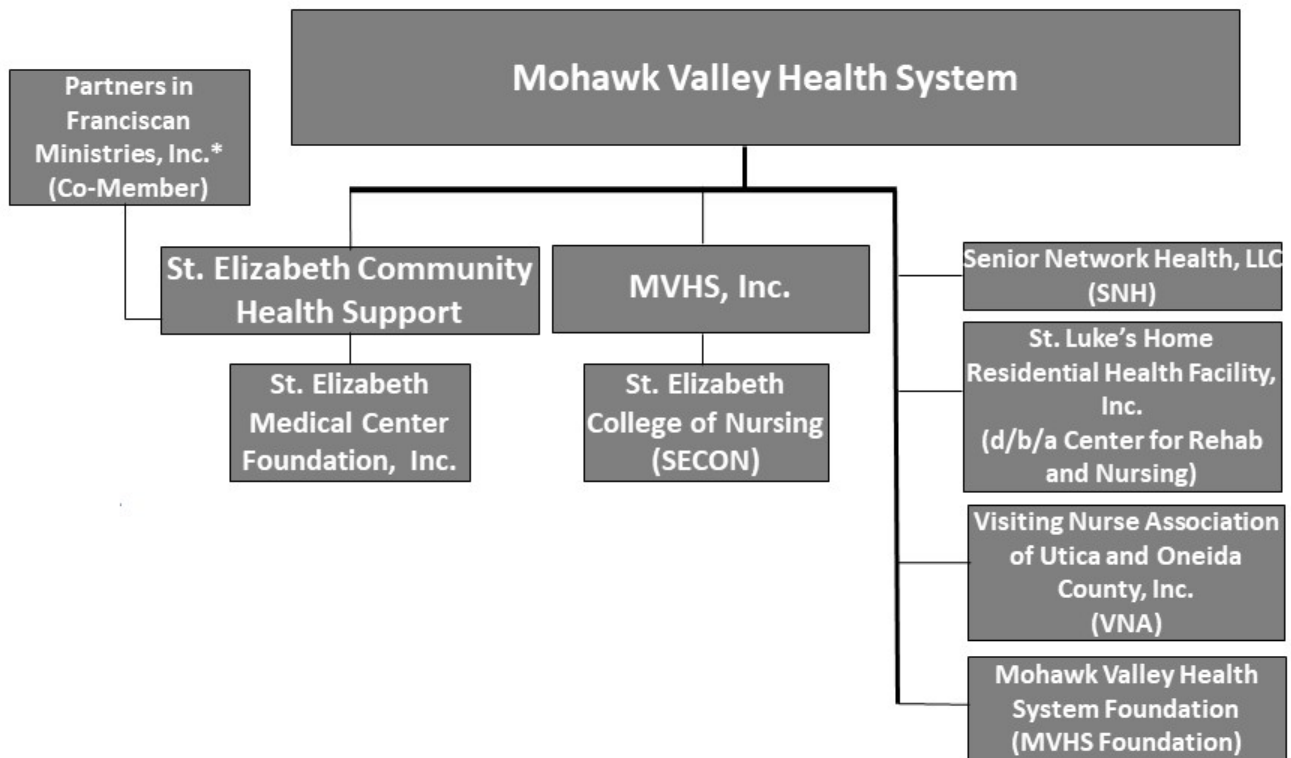 Mohawk Valley Health System
Partners in
Franciscan
Ministries, Inc.*
(Co-Member)
St. Elizabeth Community
Health Support
MVHS, Inc.
St. Elizabeth
Medical Center
Foundation, Inc.
St. Elizabeth
College of Nursing
(SECON)
Senior Network Health, LLC
(SNH)
St. Luke's Home
Residential Health Facility,
Inc.
(d/b/a Center for Rehab
and Nursing)
Visiting Nurse Association
of Utica and Oneida
County, Inc.
(VNA)
Mohawk Valley Health
System Foundation
(MVHS Foundation)